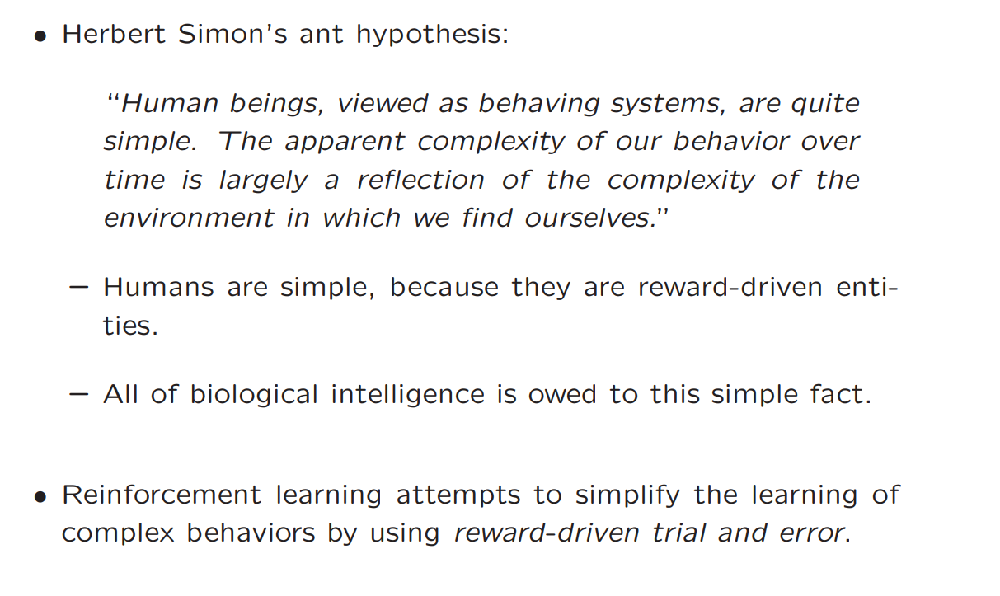 • Herbert Simon’s ant hypothesis:
“Human beings, viewed as behaving systems, are quite
simple. The apparent complexity of our behavior over
time is largely a reflection of the complexity of the
environment in which we find ourselves.”
– Humans are simple, because they are reward-driven enti-
ties.
– All of biological intelligence is owed to this simple fact.
• Reinforcement learning attempts to simplify the learning of
complex behaviors by using reward-driven trial and error.